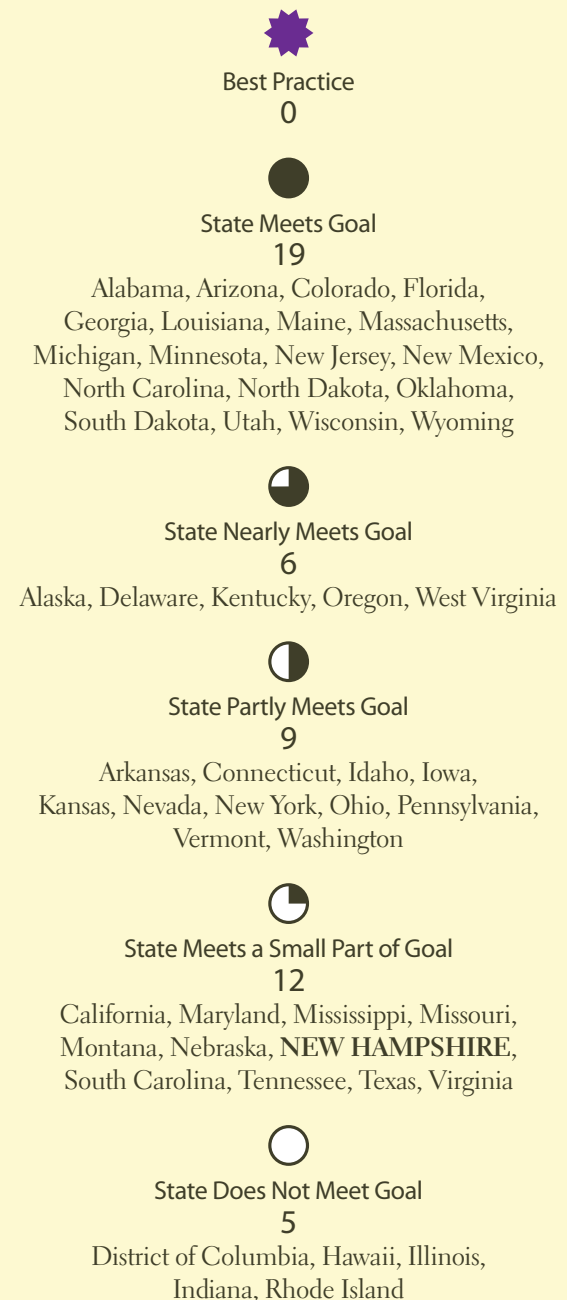 Best Practice
0
State Meets Goal
19
Alabama, Arizona, Colorado, Florida,
Georgia, Louisiana, Maine, Massachusetts,
Michigan, Minnesota, New Jersey, New Mexico,
North Carolina, North Dakota, Oklahoma,
South Dakota, Utah, Wisconsin, Wyoming
State Nearly Meets Goal
6
Alaska, Delaware, Kentucky, Oregon, West Virginia
State Partly Meets Goal
9
Arkansas, Connecticut, Idaho, Iowa,
Kansas, Nevada, New York, Ohio, Pennsylvania,
Vermont, Washington
State Meets a Small Part of Goal
12
California, Maryland, Mississippi, Missouri,
Montana, Nebraska, NEW HAMPSHIRE,
South Carolina, Tennessee, Texas, Virginia
State Does Not Meet Goal
5
District of Columbia, Hawaii, Illinois,
Indiana, Rhode Island